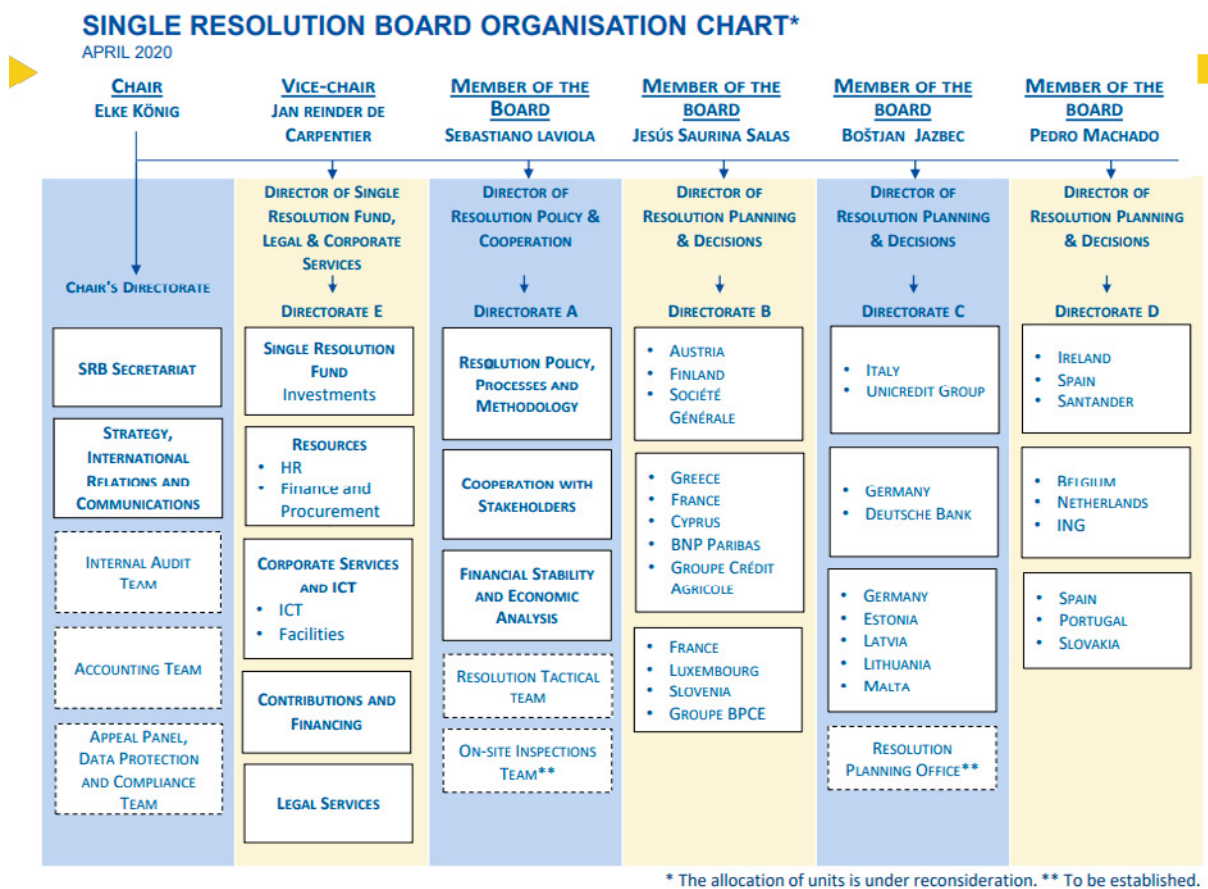 SINGLE RESOLUTION BOARD ORGANISATION CHART*
APRIL 2020
CHAIR
ELKE KÖNIG
VICE-CHAIR
JAN REINDER DE
CARPENTIER
MEMBER OF THE
BOARD
SEBASTIANO LAVIOLA
MEMBER OF THE
BOARD
JESÚS SAURINA SALAS
MEMBER OF THE
BOARD
BOŠTJAN JAZBEC
MEMBER OF THE
BOARD
PEDRO MACHADO
CHAIR'S DIRECTORATE
SRB SECRETARIAT
STRATEGY,
INTERNATIONAL
RELATIONS AND
COMMUNICATIONS
INTERNAL AUDIT
TEAM
ACCOUNTING TEAM
APPEAL PANEL,
DATA PROTECTION
AND COMPLIANCE
TEAM
DIRECTOR OF SINGLE
RESOLUTION FUND,
LEGAL & CORPORATE
SERVICES
DIRECTORATE E
SINGLE RESOLUTION
FUND
Investments
RESOURCES
• HR
• Finance and
Procurement
CORPORATE SERVICES
AND ICT
• ICT
• Facilities
CONTRIBUTIONS AND
FINANCING
LEGAL SERVICES
DIRECTOR OF
RESOLUTION POLICY &
COOPERATION
DIRECTORATE A
RESOLUTION POLICY,
PROCESSES AND
METHODOLOGY
COOPERATION WITH
STAKEHOLDERS
FINANCIAL STABILITY
AND ECONOMIC
ANALYSIS
RESOLUTION TACTICAL
TEAM
ON-SITE INSPECTIONS
TEAM**
DIRECTOR OF
RESOLUTION PLANNING
& DECISIONS
DIRECTORATE B
• AUSTRIA
• FINLAND
• SOCIÉTÉ
GÉNÉRALE
• GREECE
• FRANCE
• CYPRUS
• BNP PARIBAS
• GROUPE CRÉDIT
AGRICOLE
• FRANCE
• LUXEMBOURG
• SLOVENIA
• GROUPE BPCE
DIRECTOR OF
RESOLUTION PLANNING
& DECISIONS
DIRECTORATE C
• ITALY
• UNICREDIT GROUP
• GERMANY
• DEUTSCHE BANK
• GERMANY
• ESTONIA
• LATVIA
• LITHUANIA
• MALTA
RESOLUTION
PLANNING OFFICE**
DIRECTOR OF
RESOLUTION PLANNING
& DECISIONS
DIRECTORATE D
• IRELAND
• SPAIN
• SANTANDER
• BELGIUM
• NETHERLANDS
• ING
• SPAIN
• PORTUGAL
• SLOVAKIA
* The allocation of units is under reconsideration. ** To be established.